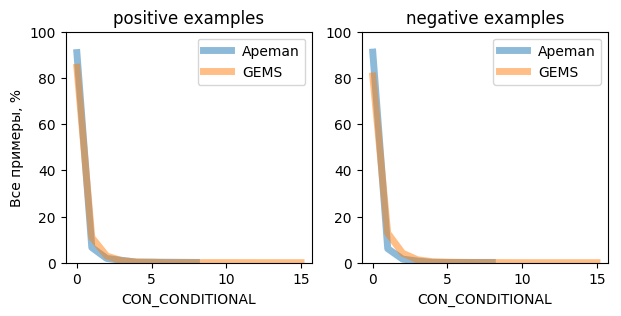 positive examples
negative examples
Все примеры, %
100
80
60
40
20
0
Apeman
GEMS
0
5
10
15
CON_CONDITIONAL
100
80
60
40
20
0
Apeman
GEMS
0
5
10
15
CON_CONDITIONAL